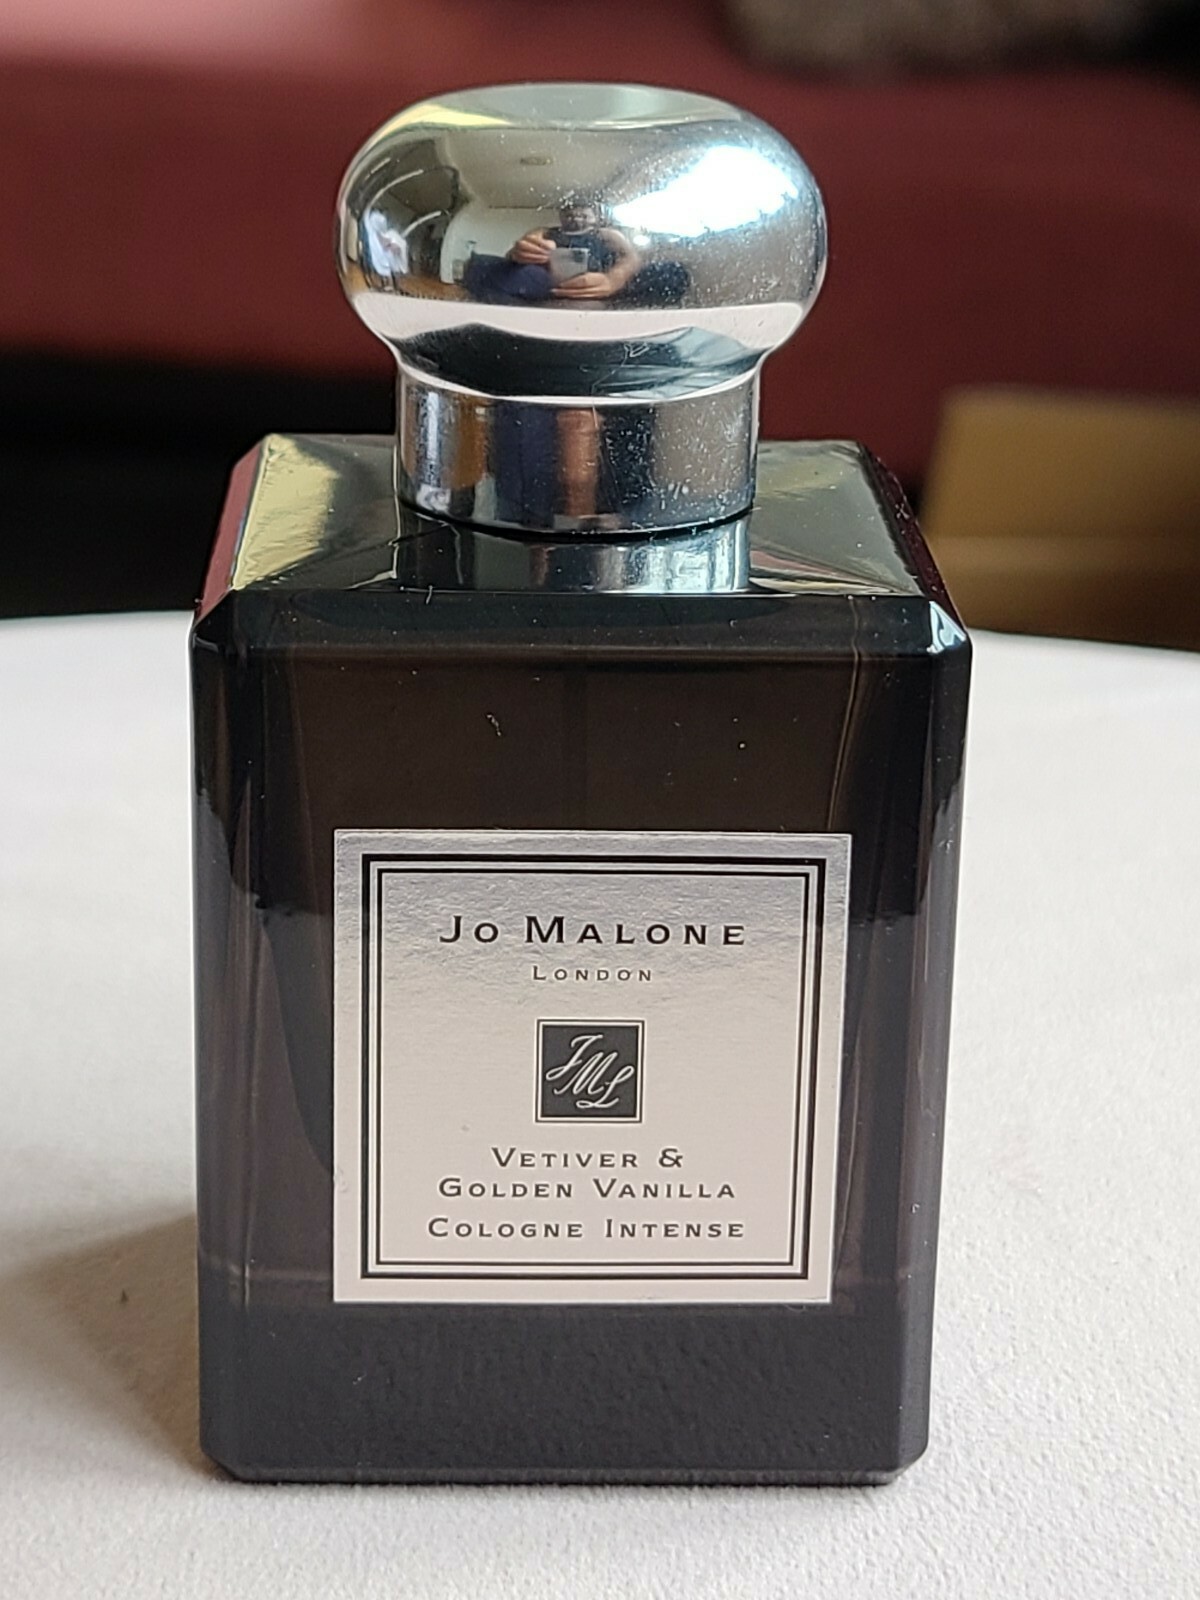 Jo Malone
London
JML
Vetiver &
Golden Vanilla
Cologne Intense